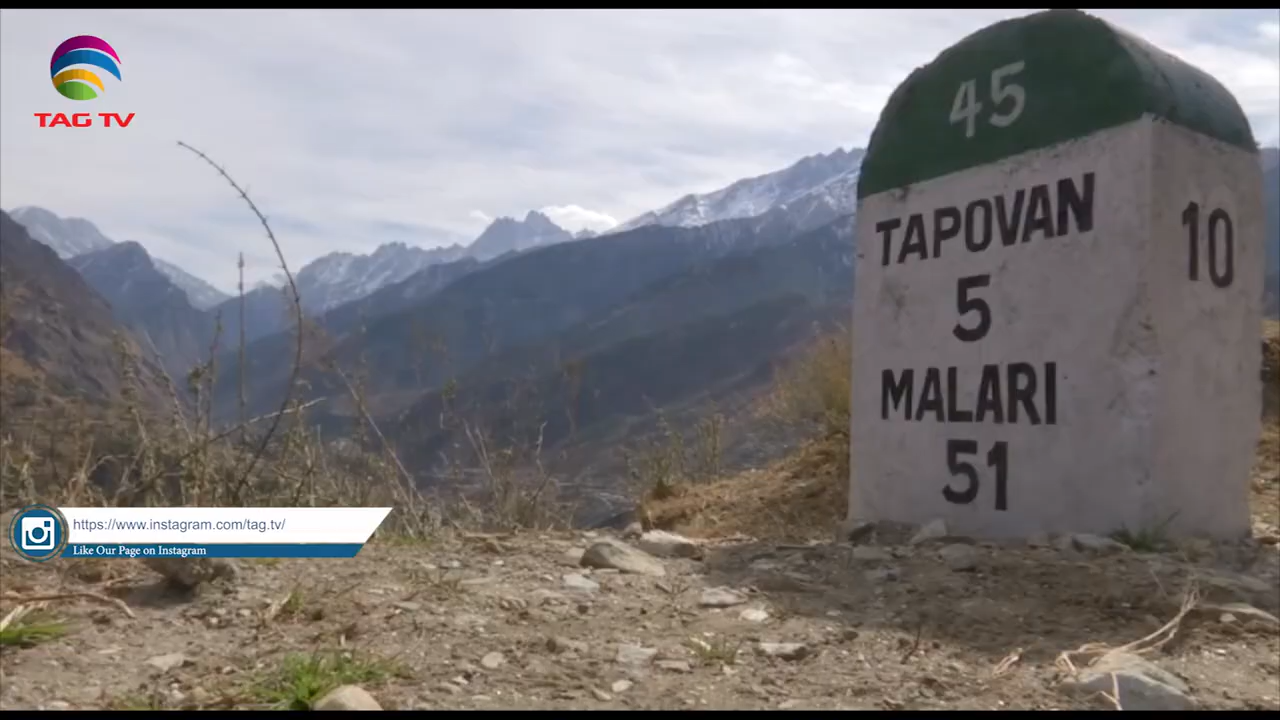 TAG TV
45
TAPOVAN
5
MALARI
51
10
https://www.instagram.com/tag.tv/
Like Our Page on Instagram